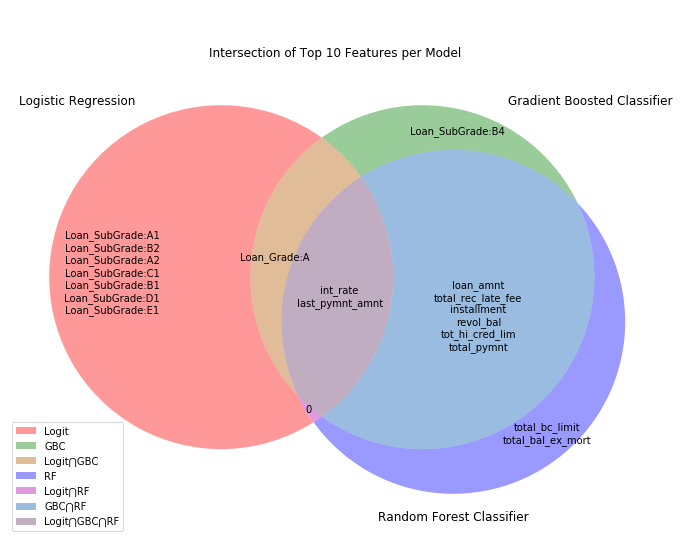 Intersection of Top 10 Features per Model
Logistic Regression
Gradient Boosted Classifier
Loan_SubGrade:B4
Loan_SubGrade:A1
Loan_SubGrade:B2
Loan_SubGrade:A2
Loan_SubGrade:C1
Loan_SubGrade:B1
Loan_SubGrade:D1
Loan_SubGrade:E1
Loan_Grade:A
int_rate
last_pymnt_amnt
loan_amnt
total_rec_late_fee
installment
revol_bal
tot_hi_cred_lim
total_pymnt
0
total_bc_limit
total_bal_ex_mort
Random Forest Classifier
Logit
GBC
Logit⋂GBC
RF
Logit⋂RF
GBC⋂RF
Logit⋂GBC⋂RF